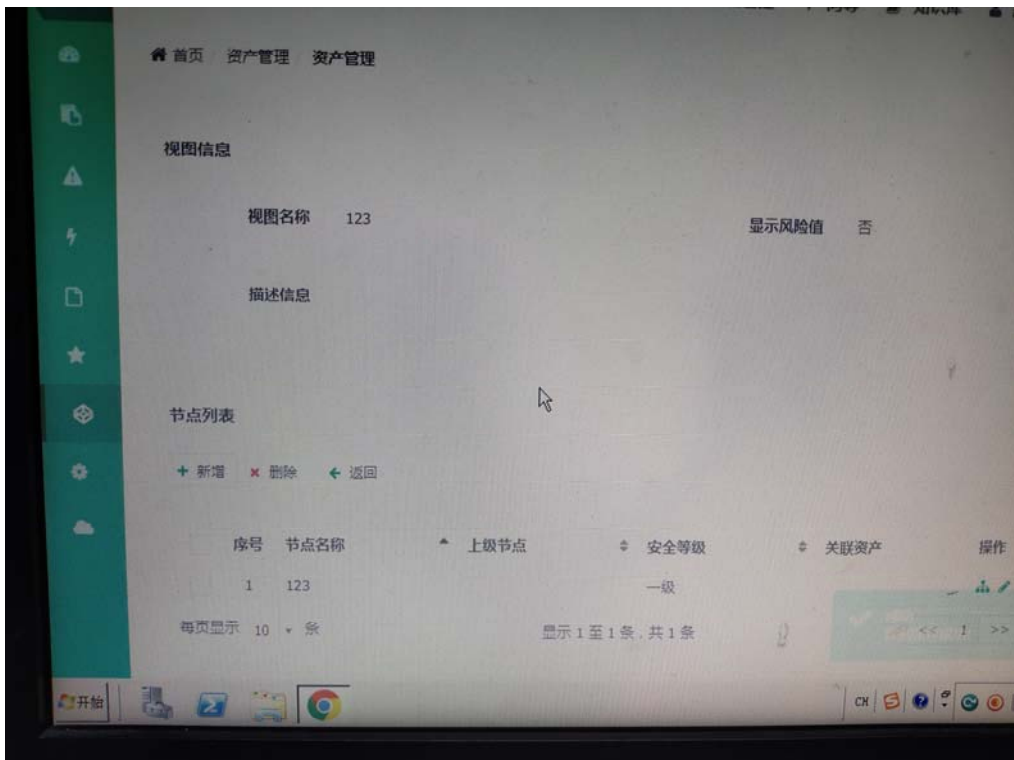 知识库
首页 资产管理 资产管理
视图信息
视图名称 123
显示风险值 否
描述信息
节点列表
+ 新增 × 删除 ← 返回
序号 节点名称 上级节点 安全等级 关联资产 操作
1 123 一级
每页显示 10 条 显示 1 至 1 条, 共 1 条 << 1 >>
开始 CH